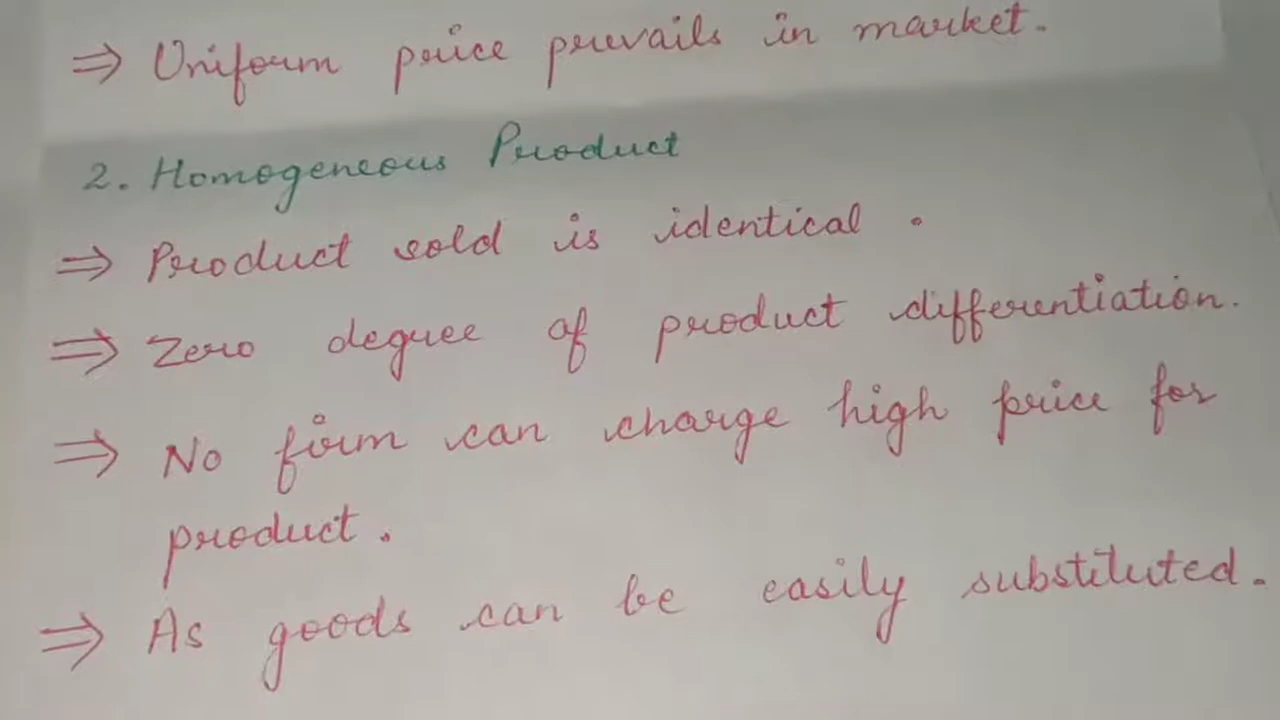 ⇒ Uniform price prevails in market.
2. Homogeneous Product
⇒ Product sold is identical.
⇒ Zero degree of product differentiation.
⇒ No firm can charge high price for
product.
⇒ As goods can be easily substituted.